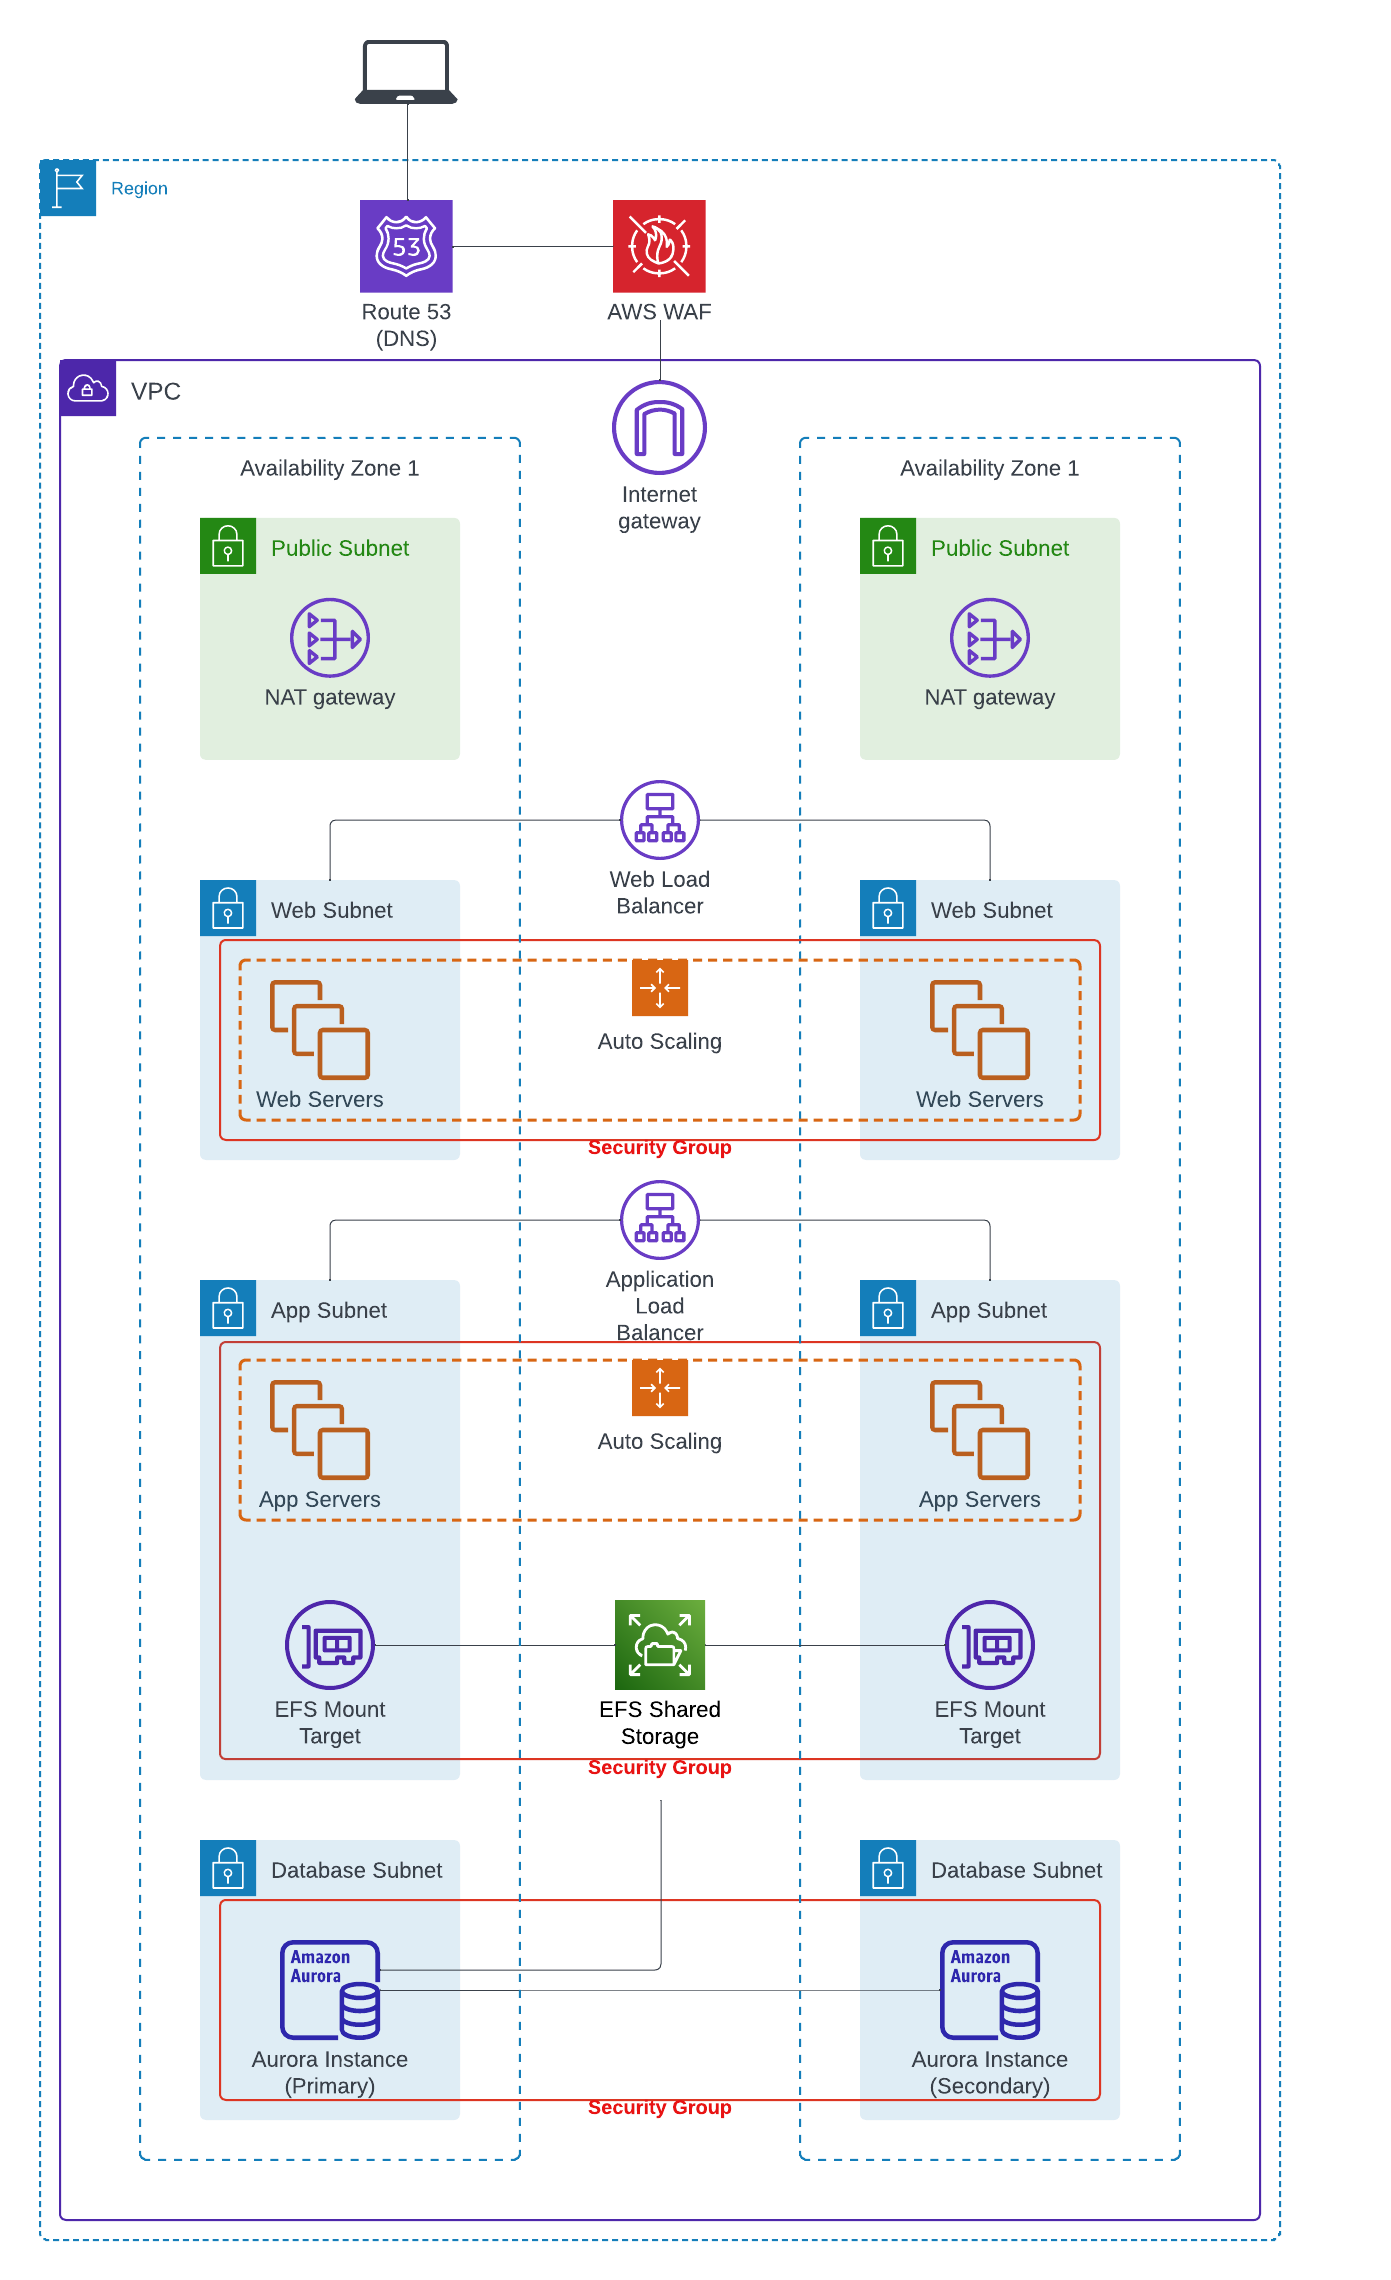 Region
53
Route 53
(DNS)
AWS WAF
VPC
Internet
gateway
Availability Zone 1
Availability Zone 1
Public Subnet
Public Subnet
NAT gateway
NAT gateway
Web Load
Balancer
Web Subnet
Web Subnet
Auto Scaling
Web Servers
Web Servers
Security Group
Application
Load
Balancer
App Subnet
App Subnet
Auto Scaling
App Servers
App Servers
EFS Mount
Target
EFS Shared
Storage
EFS Mount
Target
Security Group
Database Subnet
Database Subnet
Amazon
Aurora
Amazon
Aurora
Aurora Instance
(Primary)
Aurora Instance
(Secondary)
Security Group